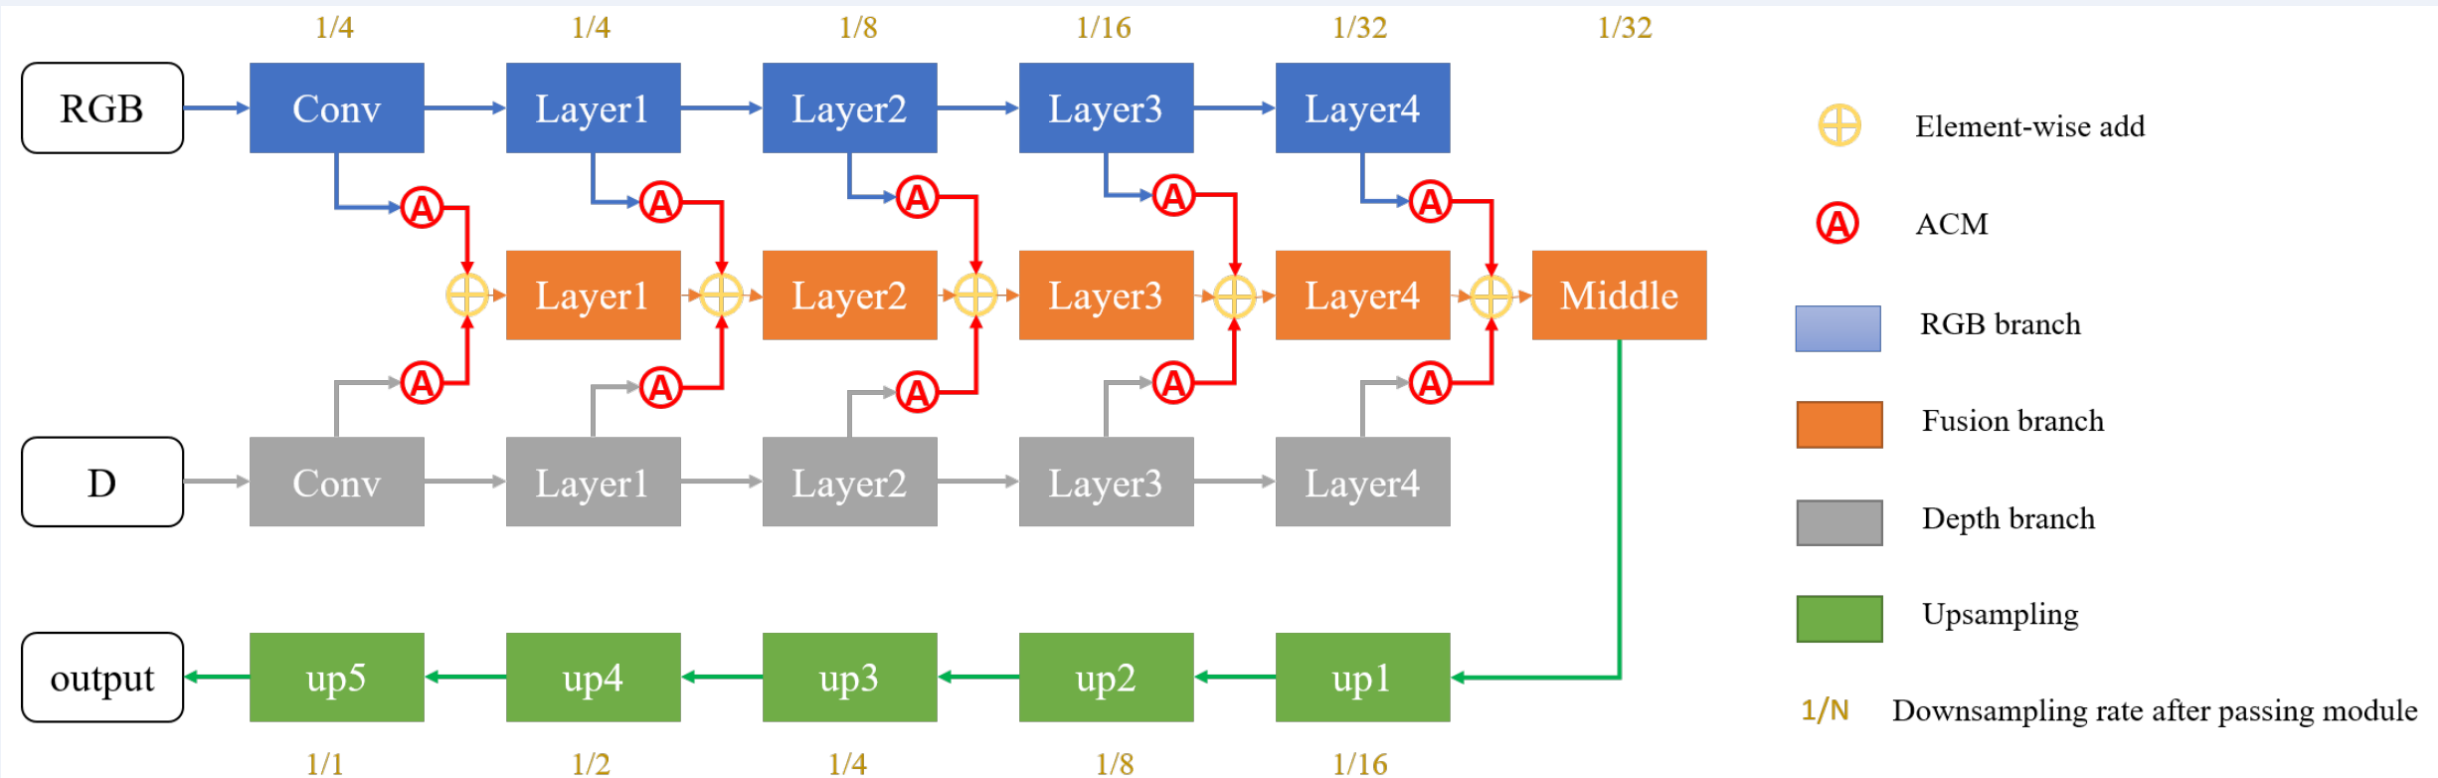 1/4 1/4 1/8 1/16 1/32 1/32
RGB Conv Layer1 Layer2 Layer3 Layer4
A A A A A
Layer1 Layer2 Layer3 Layer4 Middle
A A A A A
D Conv Layer1 Layer2 Layer3 Layer4
output up5 up4 up3 up2 up1
1/1 1/2 1/4 1/8 1/16
Element-wise add
A ACM
RGB branch
Fusion branch
Depth branch
Upsampling
1/N Downsampling rate after passing module